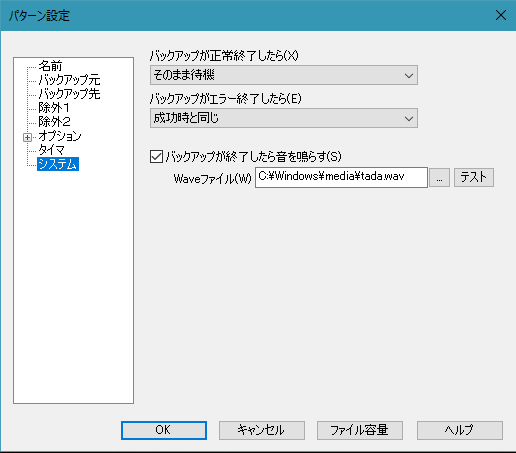 パターン設定
名前
バックアップ元
バックアップ先
除外1
除外2
オプション
タイマ
システム
バックアップが正常終了したら(X)
そのまま待機
バックアップがエラー終了したら(E)
成功時と同じ
バックアップが終了したら音を鳴らす(S)
Waveファイル(W) C:¥Windows¥media¥tada.wav ... テスト
OK キャンセル ファイル容量 ヘルプ